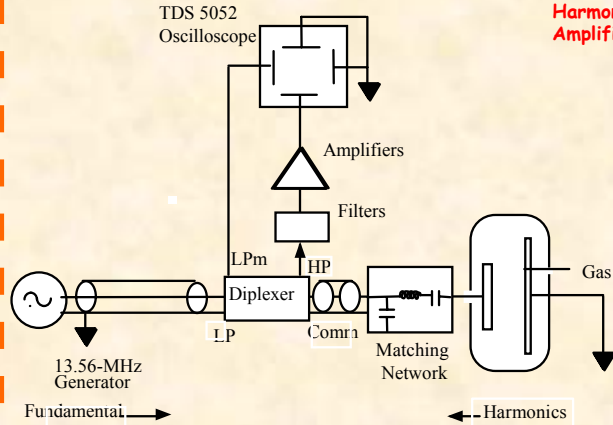 TDS 5052
Oscilloscope
Amplifiers
Filters
LPm
HP
Diplexer
LP
Comm
Gas
Matching
Network
13.56-MHz
Generator
Fundamental
Harmonics